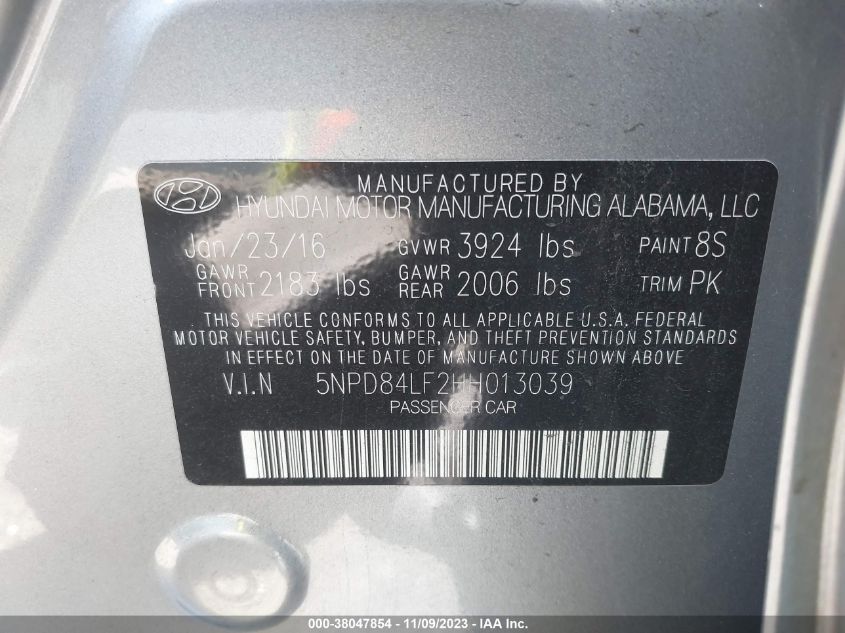 MANUFACTURED BY
HYUNDAI MOTOR MANUFACTURING ALABAMA, LLC
Jan/23/16 GVWR 3924 lbs PAINT 8S
GAWR FRONT 2183 lbs GAWR REAR 2006 lbs TRIM PK
THIS VEHICLE CONFORMS TO ALL APPLICABLE U.S.A. FEDERAL
MOTOR VEHICLE SAFETY, BUMPER, AND THEFT PREVENTION STANDARDS
IN EFFECT ON THE DATE OF MANUFACTURE SHOWN ABOVE
V.I.N 5NPD84LF2HH013039
PASSENGER CAR
000-38047854 - 11/09/2023 - IAA Inc.